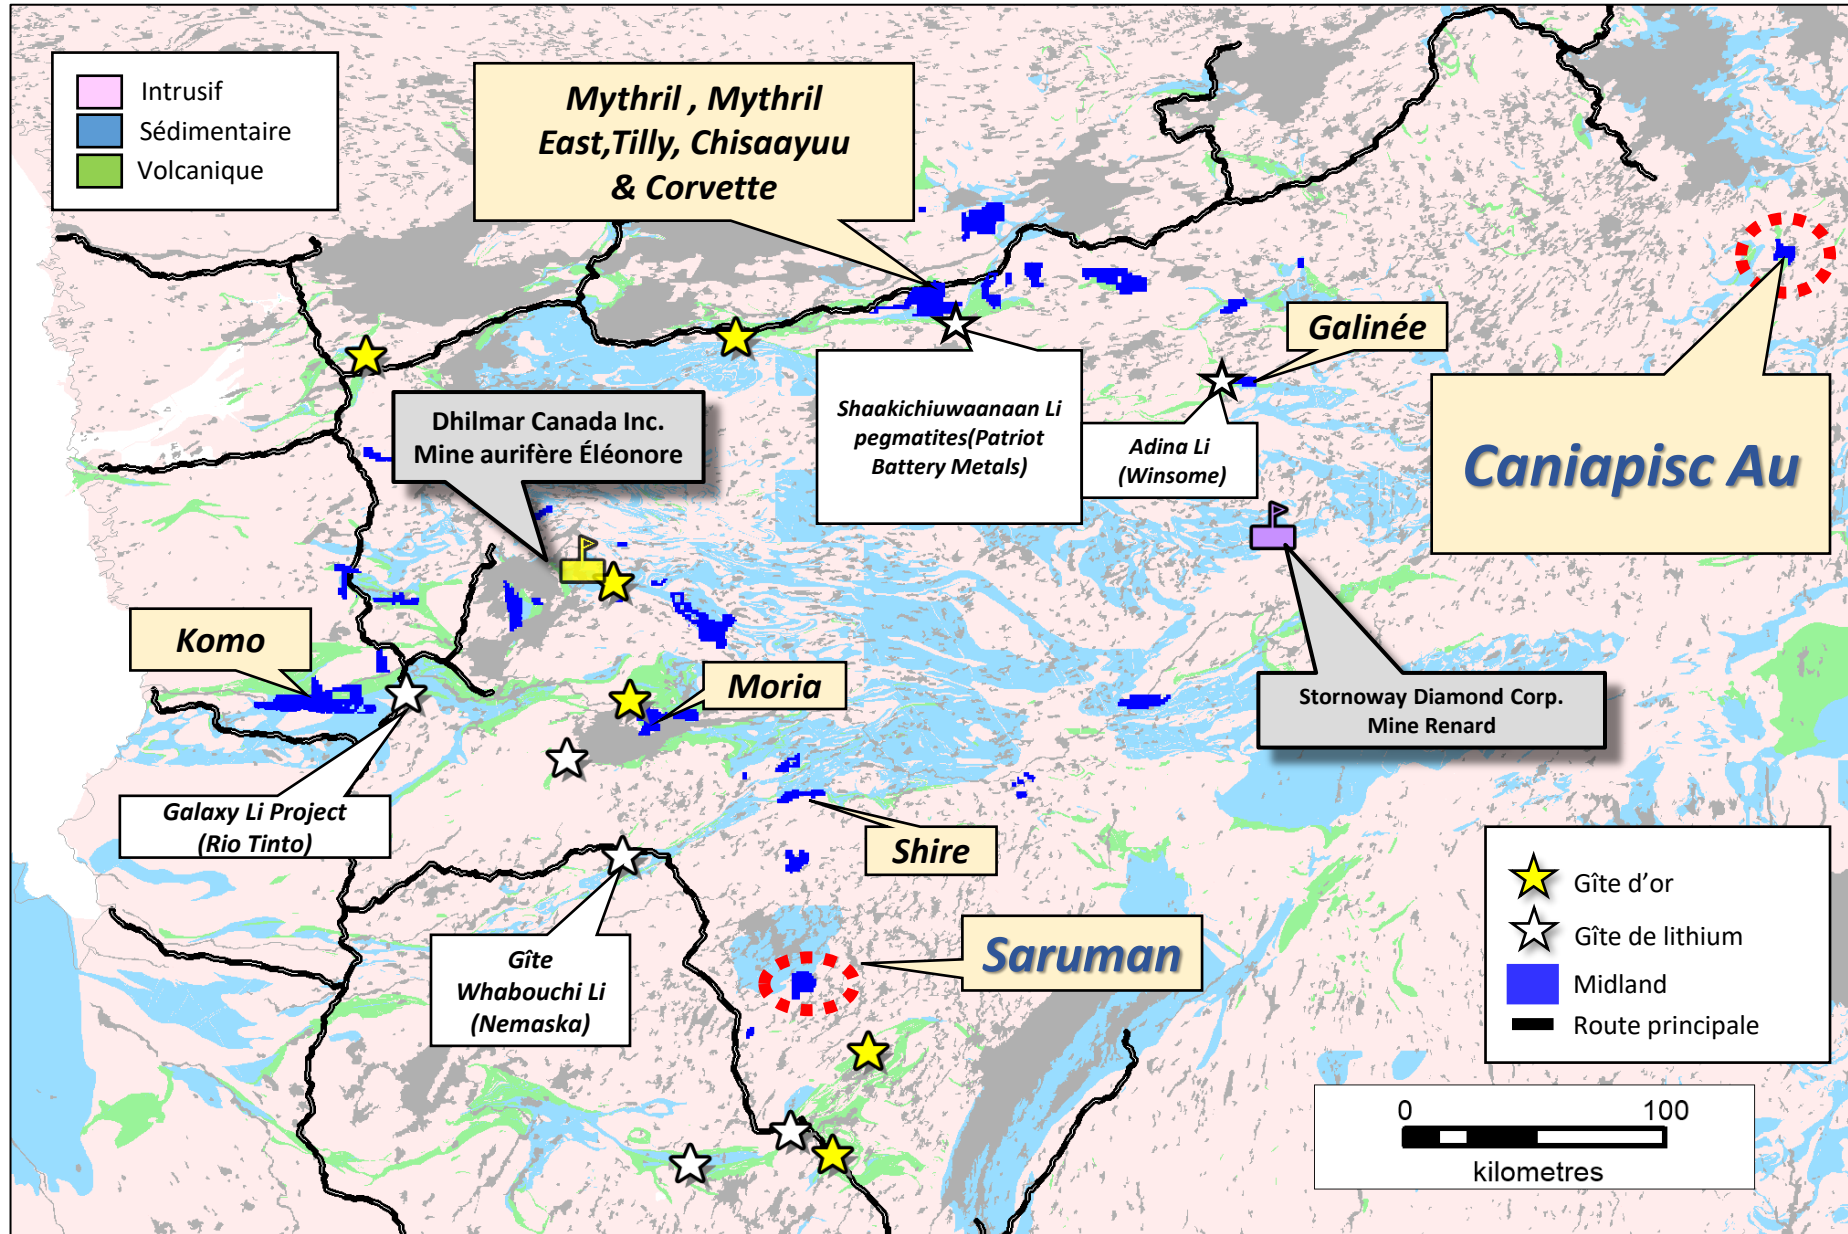 Intrusif
Sédimentaire
Volcanique
Mythril , Mythril
East,Tilly, Chisaayuu
& Corvette
Galinée
Caniapisc Au
Dhilmar Canada Inc.
Mine aurifère Éléonore
Shaakichiuwaanaan Li
pegmatites(Patriot
Battery Metals)
Adina Li
(Winsome)
Komo
Moria
Stornoway Diamond Corp.
Mine Renard
Galaxy Li Project
(Rio Tinto)
Shire
Gîte
Whabouchi Li
(Nemaska)
Saruman
Gîte d’or
Gîte de lithium
Midland
Route principale
0 100
kilometres